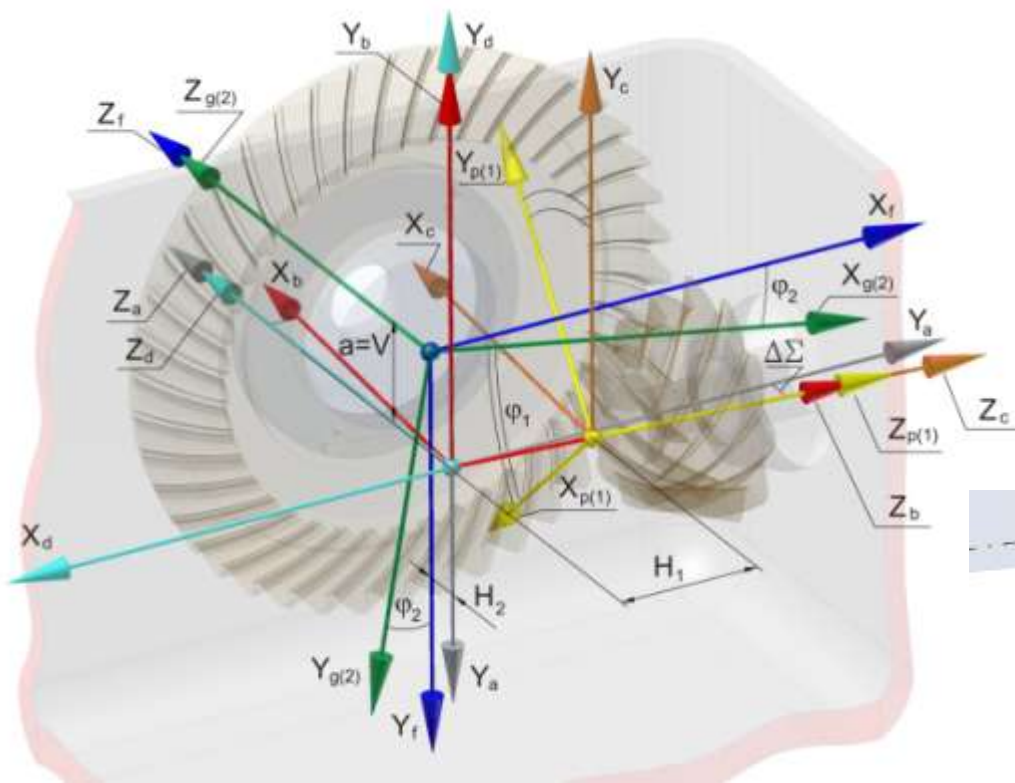 Y_b
Y_d
Z_g(2)
Z_f
Y_c
Y_p(1)
X_c
X_f
X_b
φ_2
X_g(2)
Z_a
Z_d
a=V
Y_a
ΔΣ
φ_1
Z_c
Z_p(1)
X_p(1)
Z_b
X_d
H_1
H_2
φ_2
Y_g(2)
Y_a
Y_f